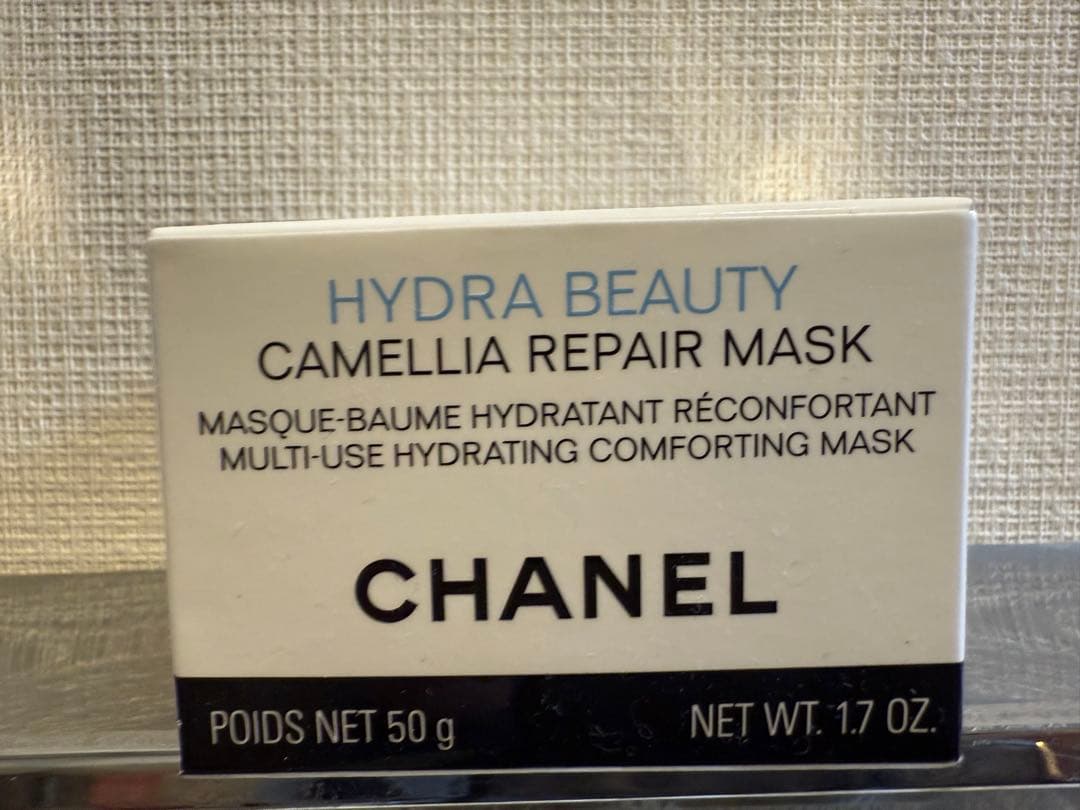 HYDRA BEAUTY
CAMELLIA REPAIR MASK
MASQUE-BAUME HYDRATANT RÉCONFORTANT
MULTI-USE HYDRATING COMFORTING MASK
CHANEL
POIDS NET 50 g NET WT. 1.7 OZ.